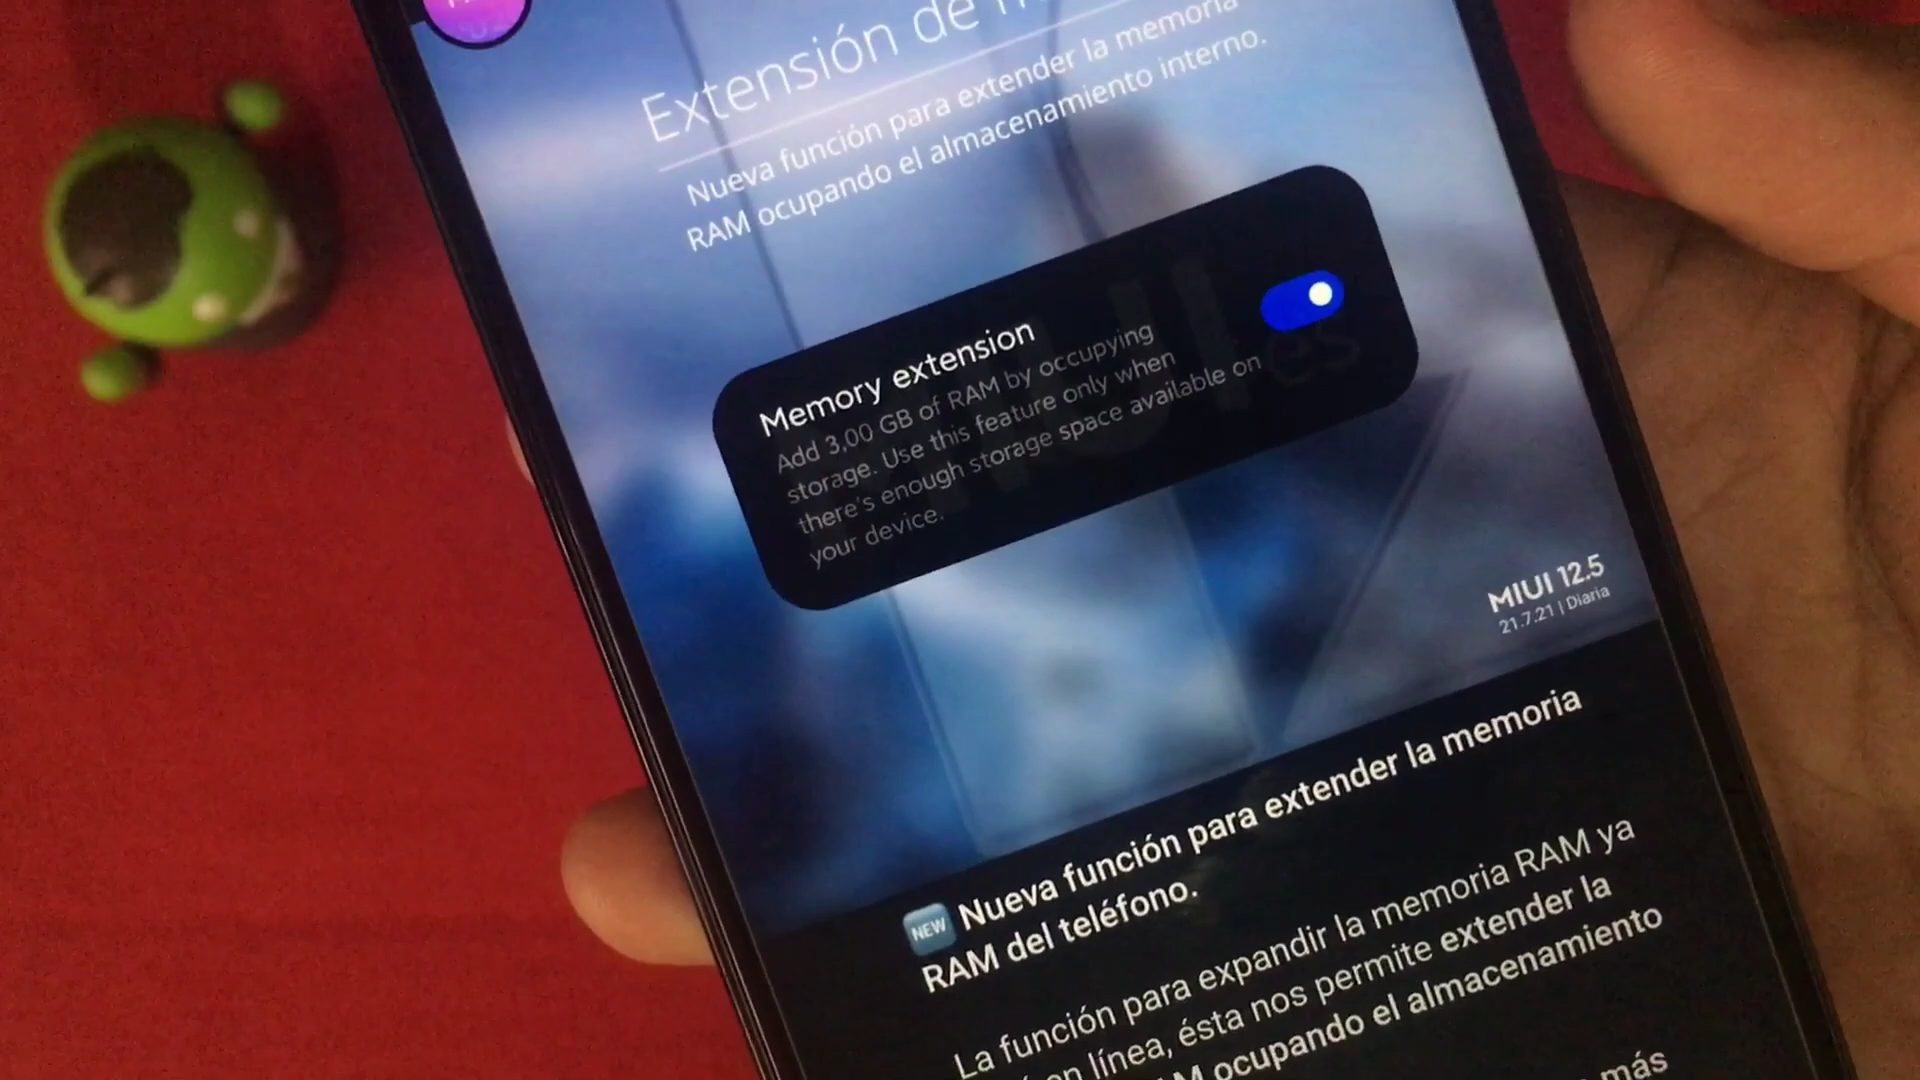 Extensión de
Nueva función para extender la memoria
RAM ocupando el almacenamiento interno.
Memory extension
Add 3,00 GB of RAM by occupying
storage. Use this feature only when
there's enough storage space available on
your device.
MIUI 12.5
21.7.21 | Diaria
NEW Nueva función para extender la memoria
RAM del teléfono.
La función para expandir la memoria RAM ya
en línea, ésta nos permite extender la
ocupando el almacenamiento
más